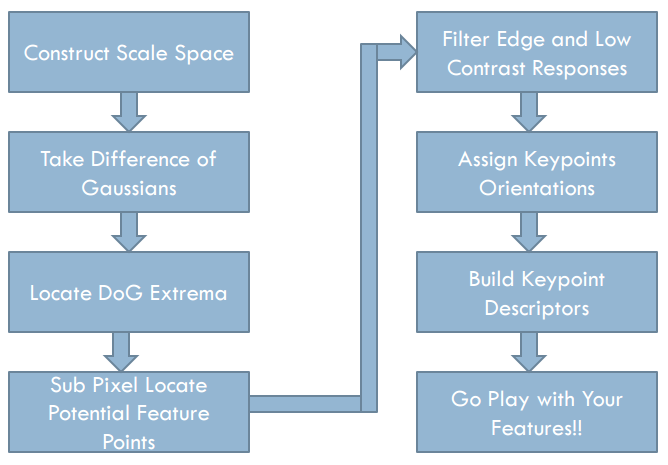 Construct Scale Space
Take Difference of
Gaussians
Locate DoG Extrema
Sub Pixel Locate
Potential Feature
Points
Filter Edge and Low
Contrast Responses
Assign Keypoints
Orientations
Build Keypoint
Descriptors
Go Play with Your
Features!!